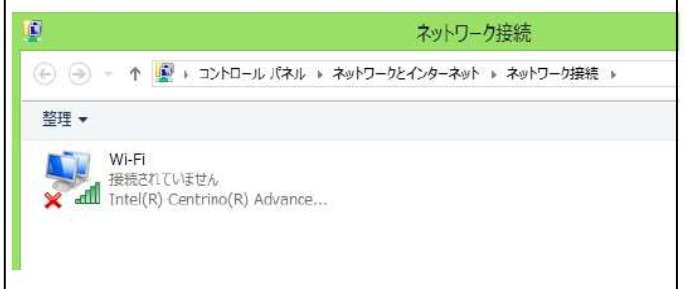 ネットワーク接続
コントロール パネル ▸ ネットワークとインターネット ▸ ネットワーク接続 ▸
整理 ▼
Wi-Fi
接続されていません
Intel(R) Centrino(R) Advance...